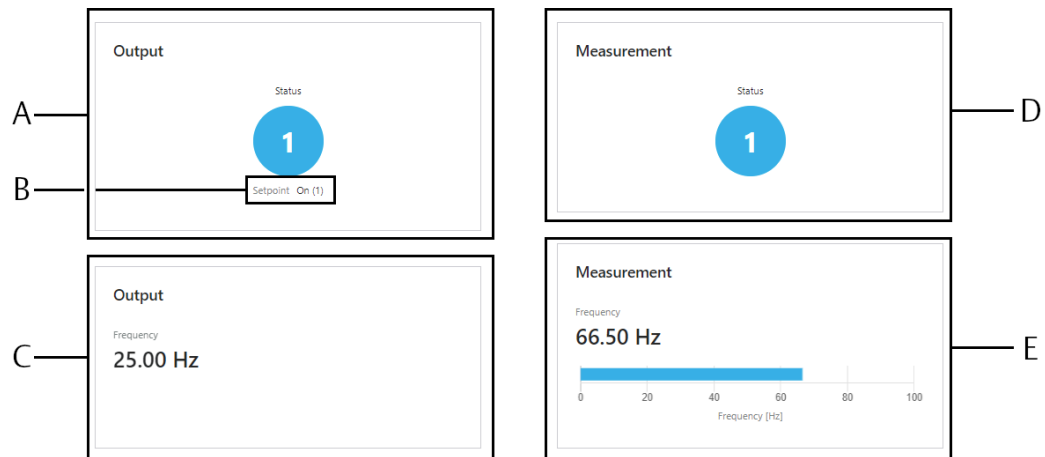 A
Output
Status
1
B
Setpoint On (1)
C
Output
Frequency
25.00 Hz
D
Measurement
Status
1
E
Measurement
Frequency
66.50 Hz
0 20 40 60 80 100
Frequency [Hz]